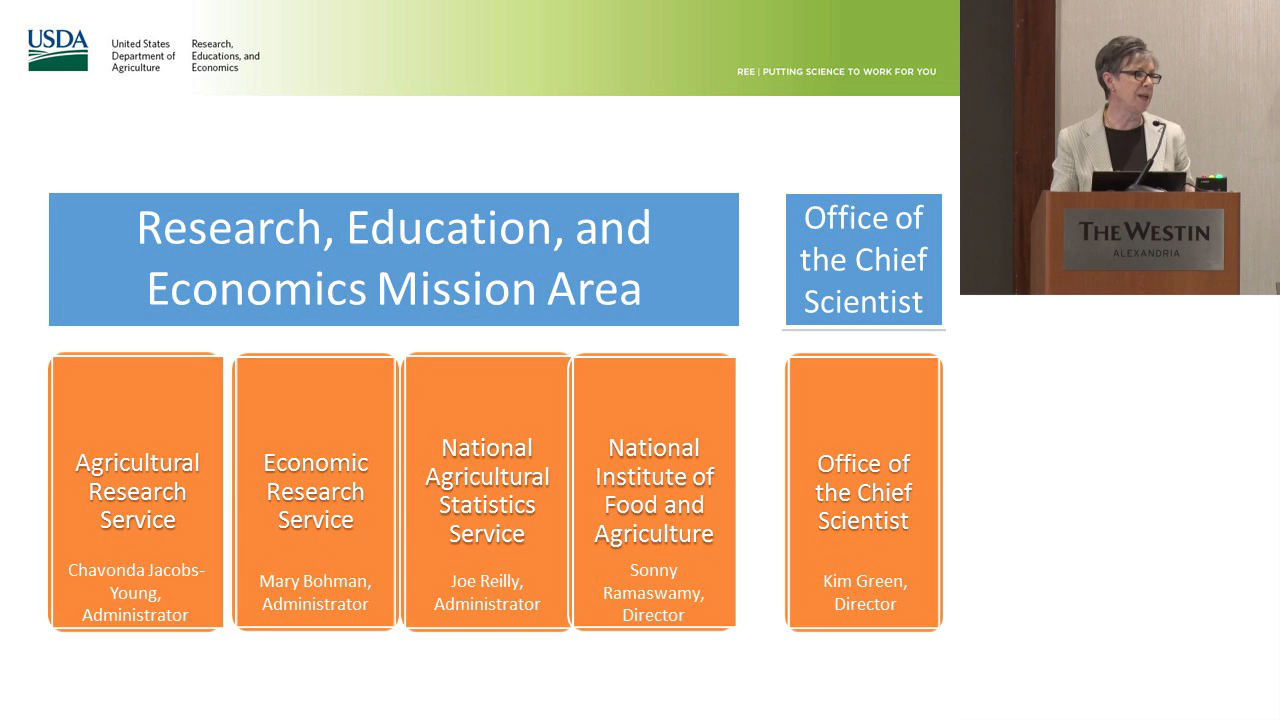 USDA
United States
Department of
Agriculture
Research,
Educations, and
Economics
REE | PUTTING SCIENCE TO WORK FOR YOU
Research, Education, and
Economics Mission Area
Office of
the Chief
Scientist
Agricultural
Research
Service
Chavonda Jacobs-
Young,
Administrator
Economic
Research
Service
Mary Bohman,
Administrator
National
Agricultural
Statistics
Service
Joe Reilly,
Administrator
National
Institute of
Food and
Agriculture
Sonny
Ramaswamy,
Director
Office of
the Chief
Scientist
Kim Green,
Director
THE WESTIN
ALEXANDRIA